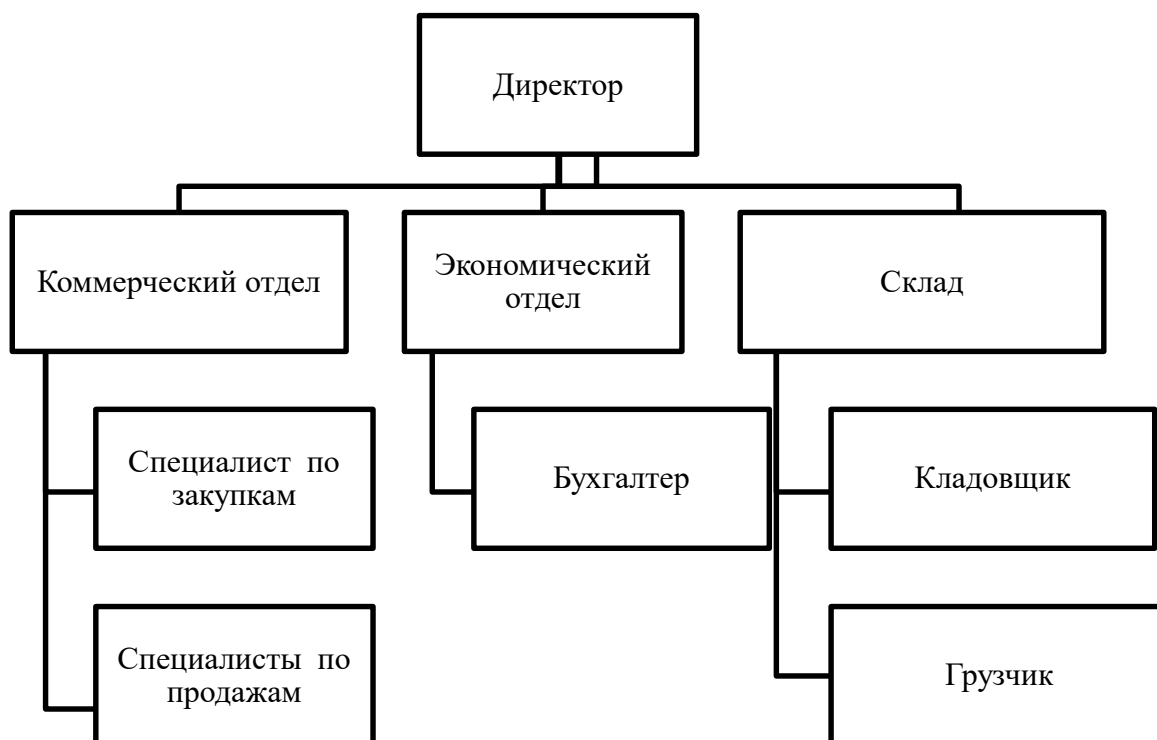 Директор
Коммерческий отдел
Экономический
отдел
Склад
Специалист по
закупкам
Бухгалтер
Кладовщик
Специалисты по
продажам
Грузчик